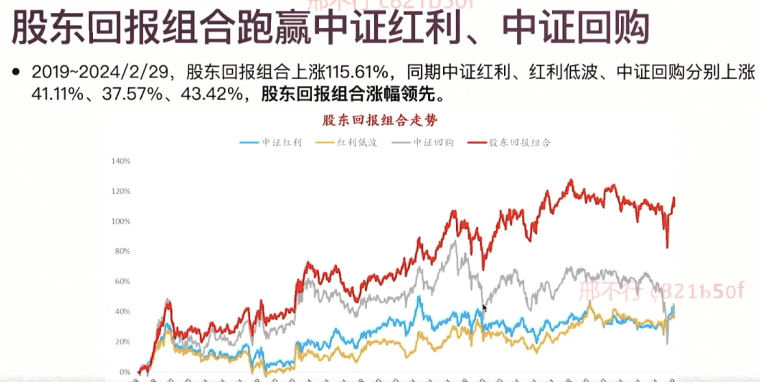 邢不行 c821b50f
股东回报组合跑赢中证红利、中证回购
• 2019~2024/2/29，股东回报组合上涨115.61%，同期中证红利、红利低波、中证回购分别上涨
41.11%、37.57%、43.42%，股东回报组合涨幅领先。
股东回报组合走势
中证红利 红利低波 中证回购 股东回报组合
140%
120%
100%
80%
60%
邢不行 c821b50f
40%
20%
0%